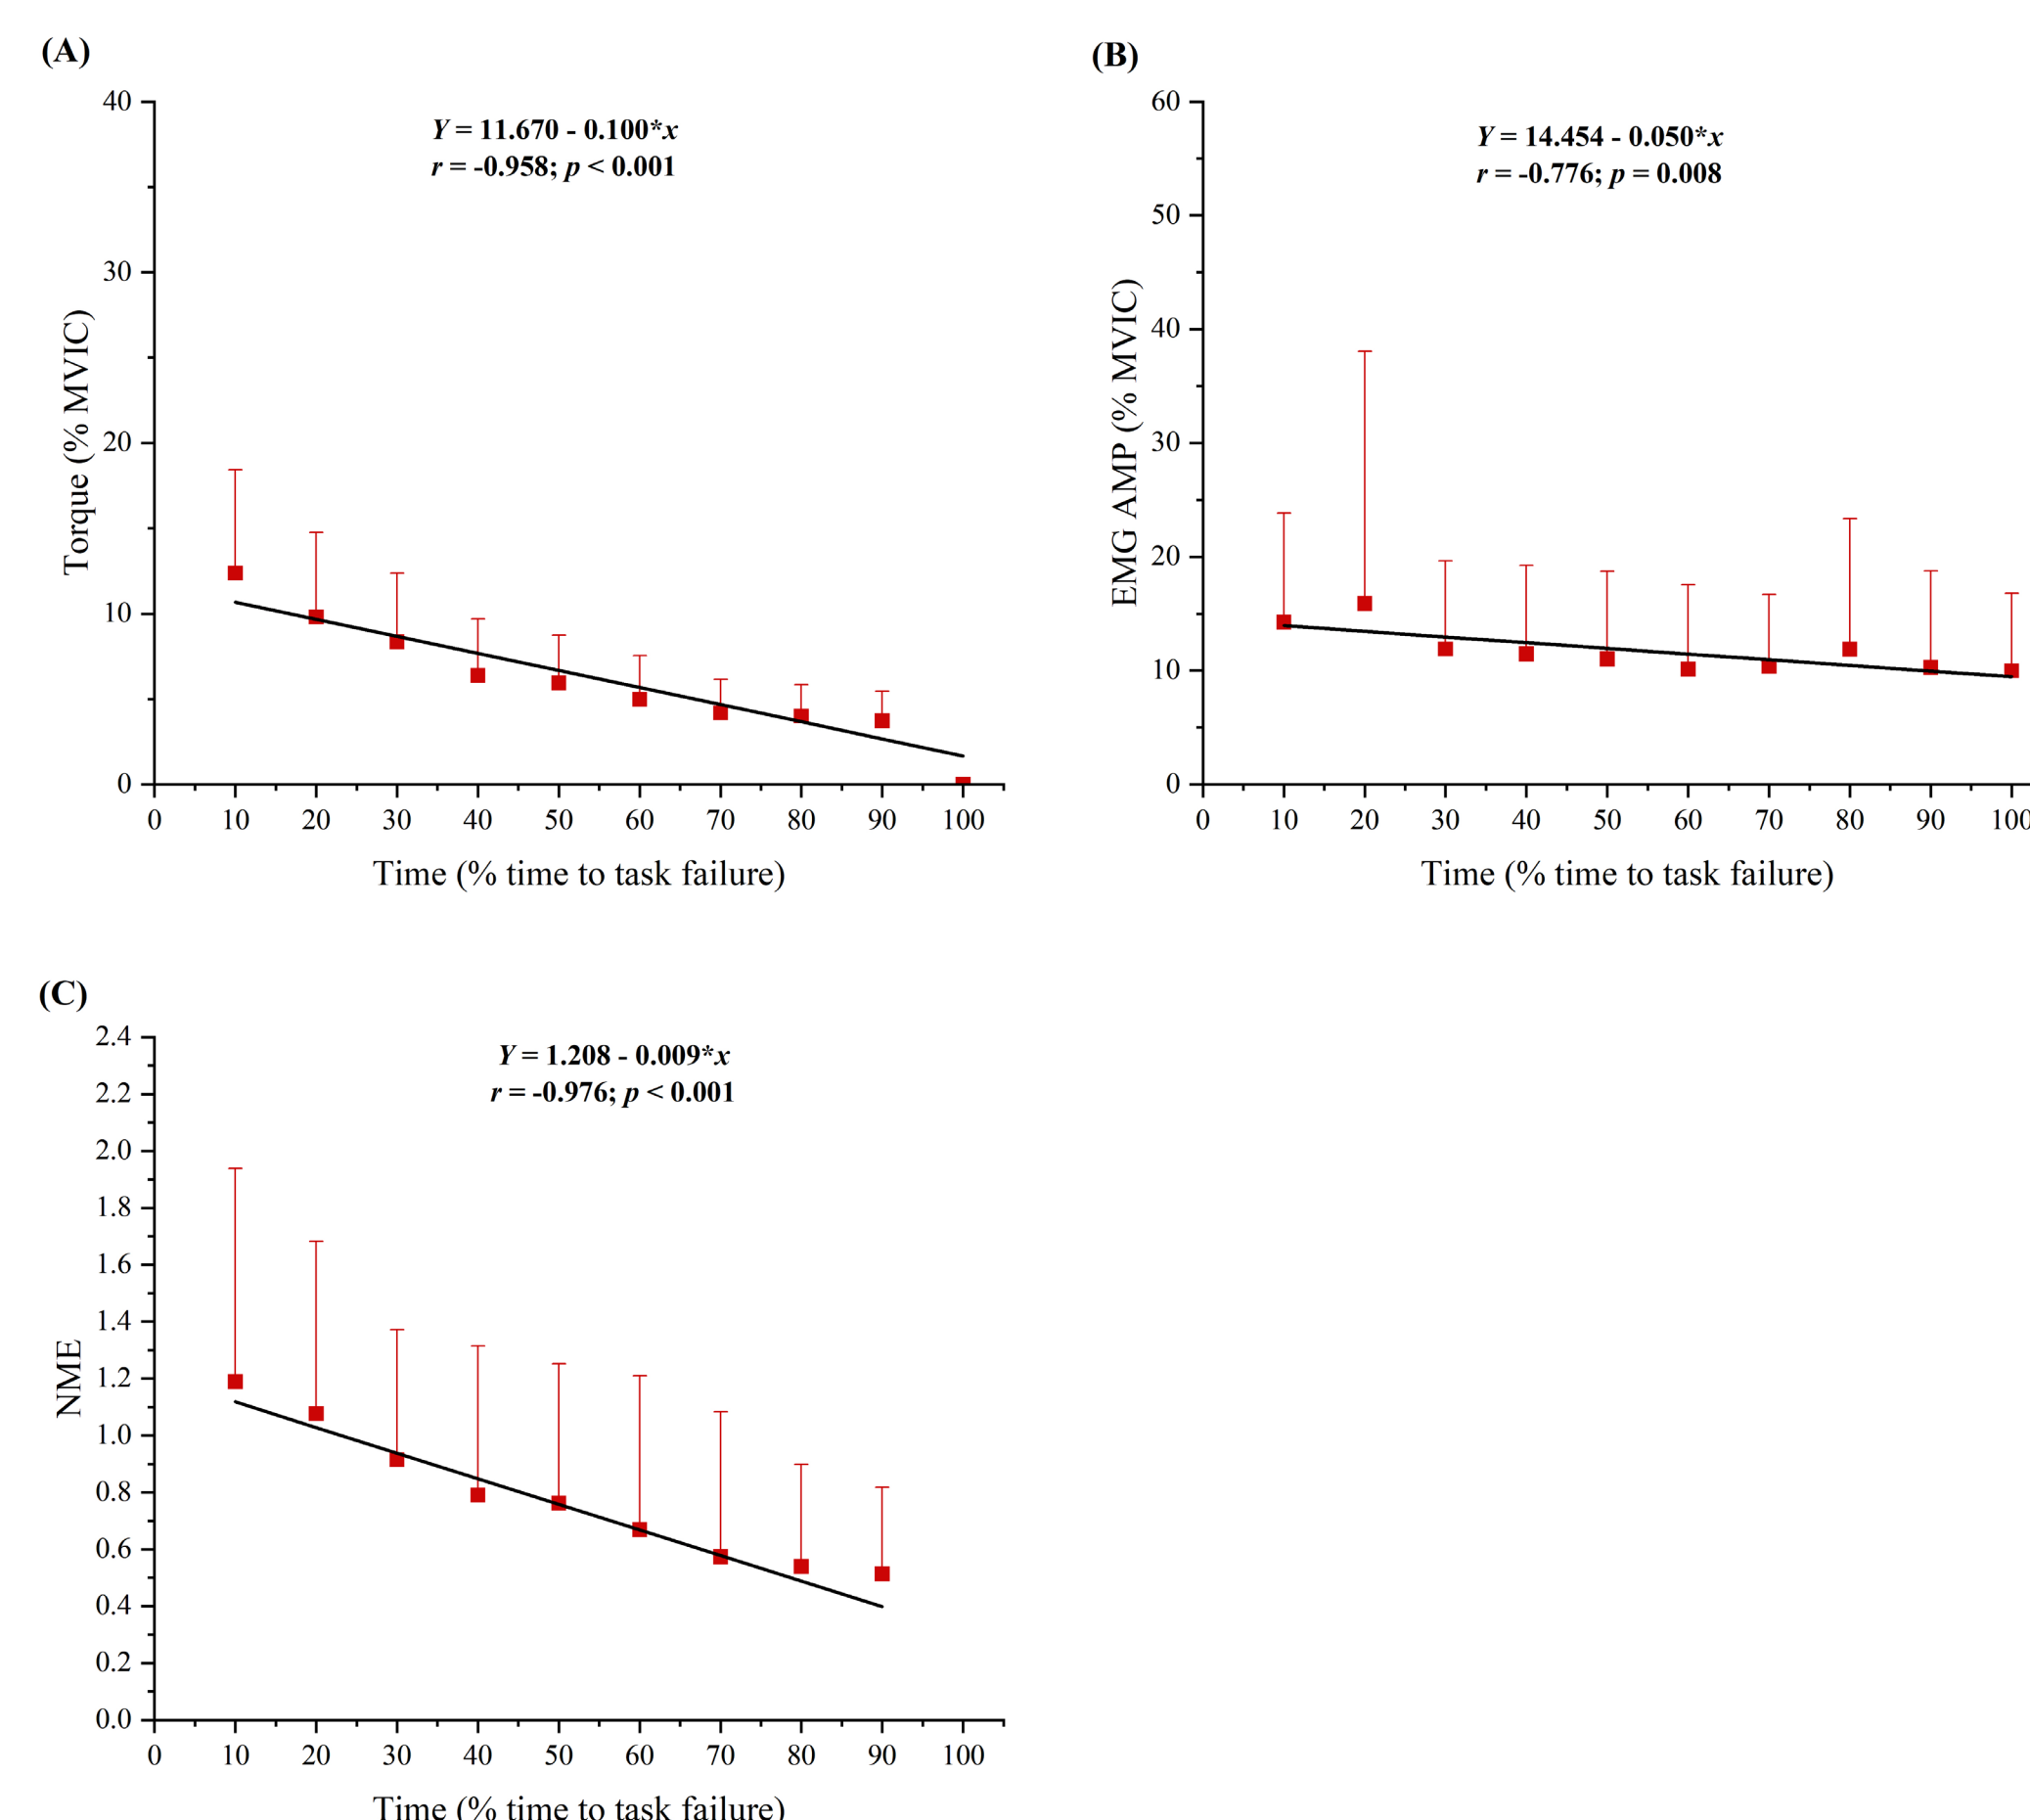 (A)
Y = 11.670 - 0.100*x
r = -0.958; p < 0.001
Torque (% MVIC)
40
30
20
10
0
0 10 20 30 40 50 60 70 80 90 100
Time (% time to task failure)
(B)
Y = 14.454 - 0.050*x
r = -0.776; p = 0.008
EMG AMP (% MVIC)
60
50
40
30
20
10
0
0 10 20 30 40 50 60 70 80 90 100
Time (% time to task failure)
(C)
Y = 1.208 - 0.009*x
r = -0.976; p < 0.001
NME
2.4
2.2
2.0
1.8
1.6
1.4
1.2
1.0
0.8
0.6
0.4
0.2
0.0
0 10 20 30 40 50 60 70 80 90 100
Time (% time to task failure)